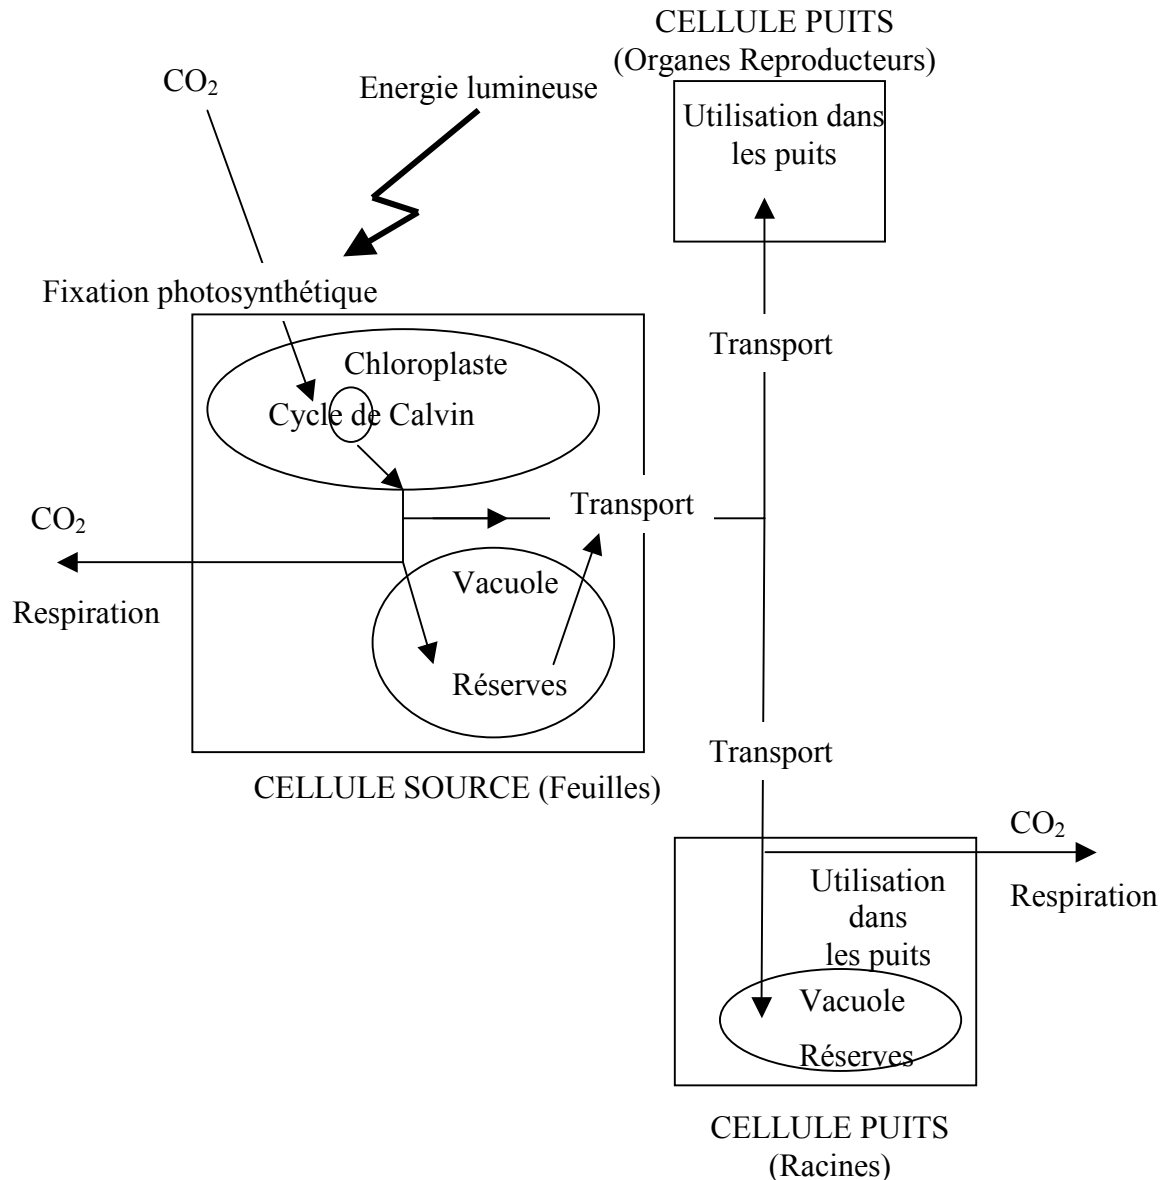 CELLULE PUITS
(Organes Reproducteurs)
CO₂
Energie lumineuse
Utilisation dans
les puits
Fixation photosynthétique
Transport
Chloroplaste
Cycle de Calvin
CO₂
Transport
Respiration
Vacuole
Réserves
Transport
CELLULE SOURCE (Feuilles)
CO₂
Utilisation
dans
les puits
Respiration
Vacuole
Réserves
CELLULE PUITS
(Racines)